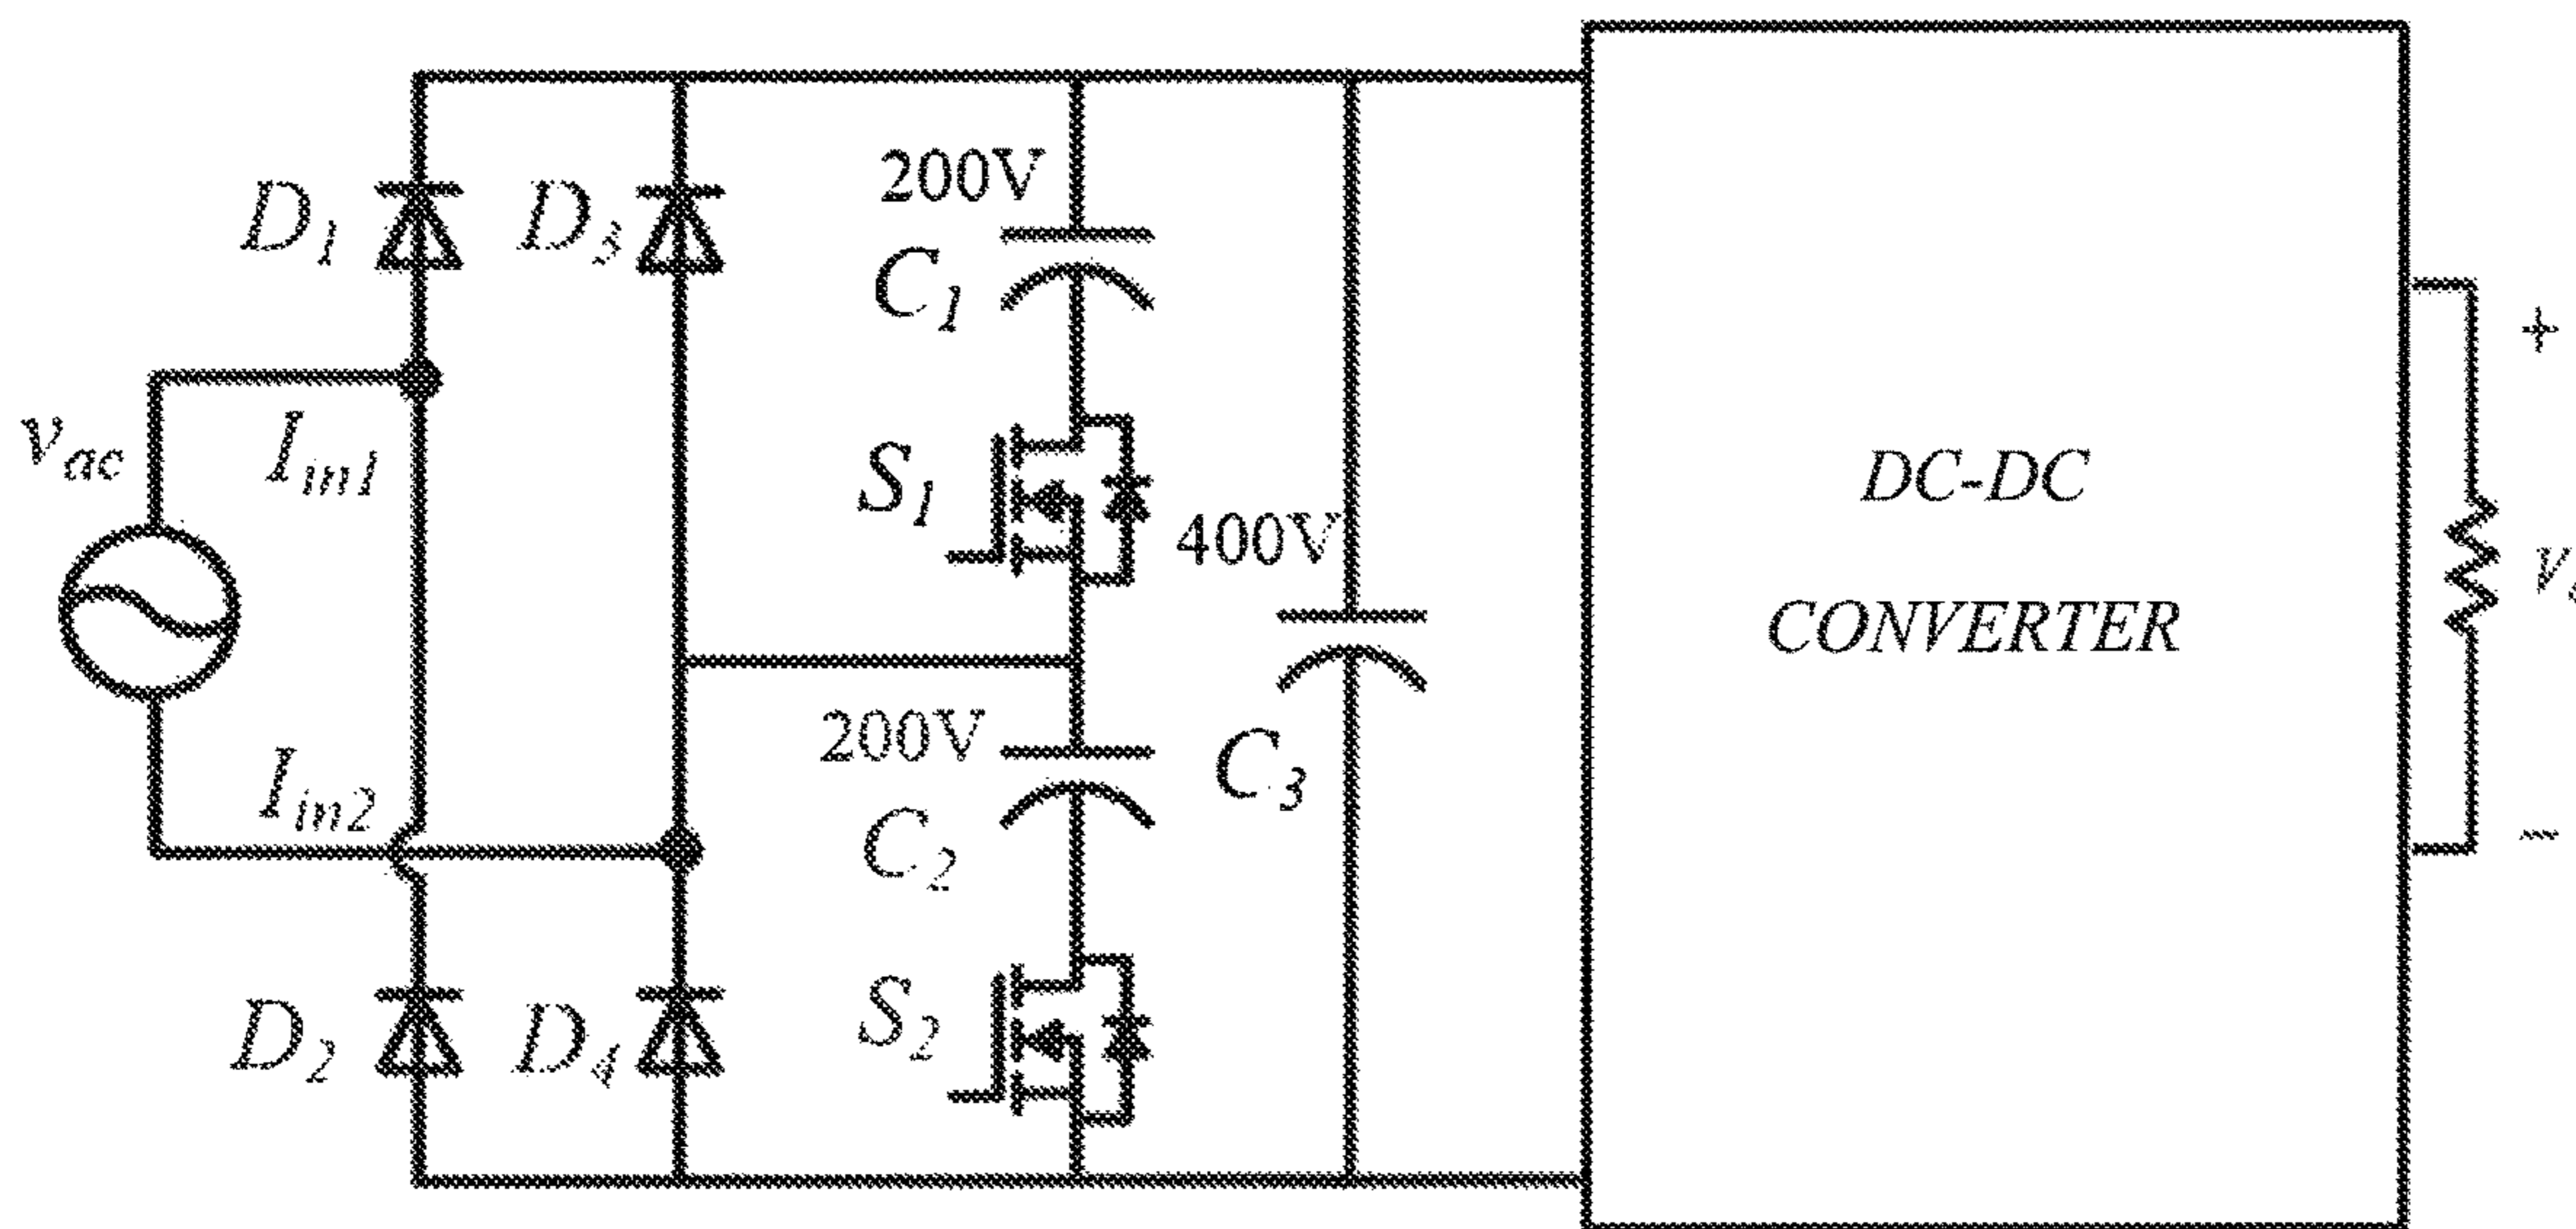 200V
D1
D3
C1
vac
Iin1
S1
400V
DC-DC
CONVERTER
+
Iin2
200V
C2
C3
−
D2
D4
S2